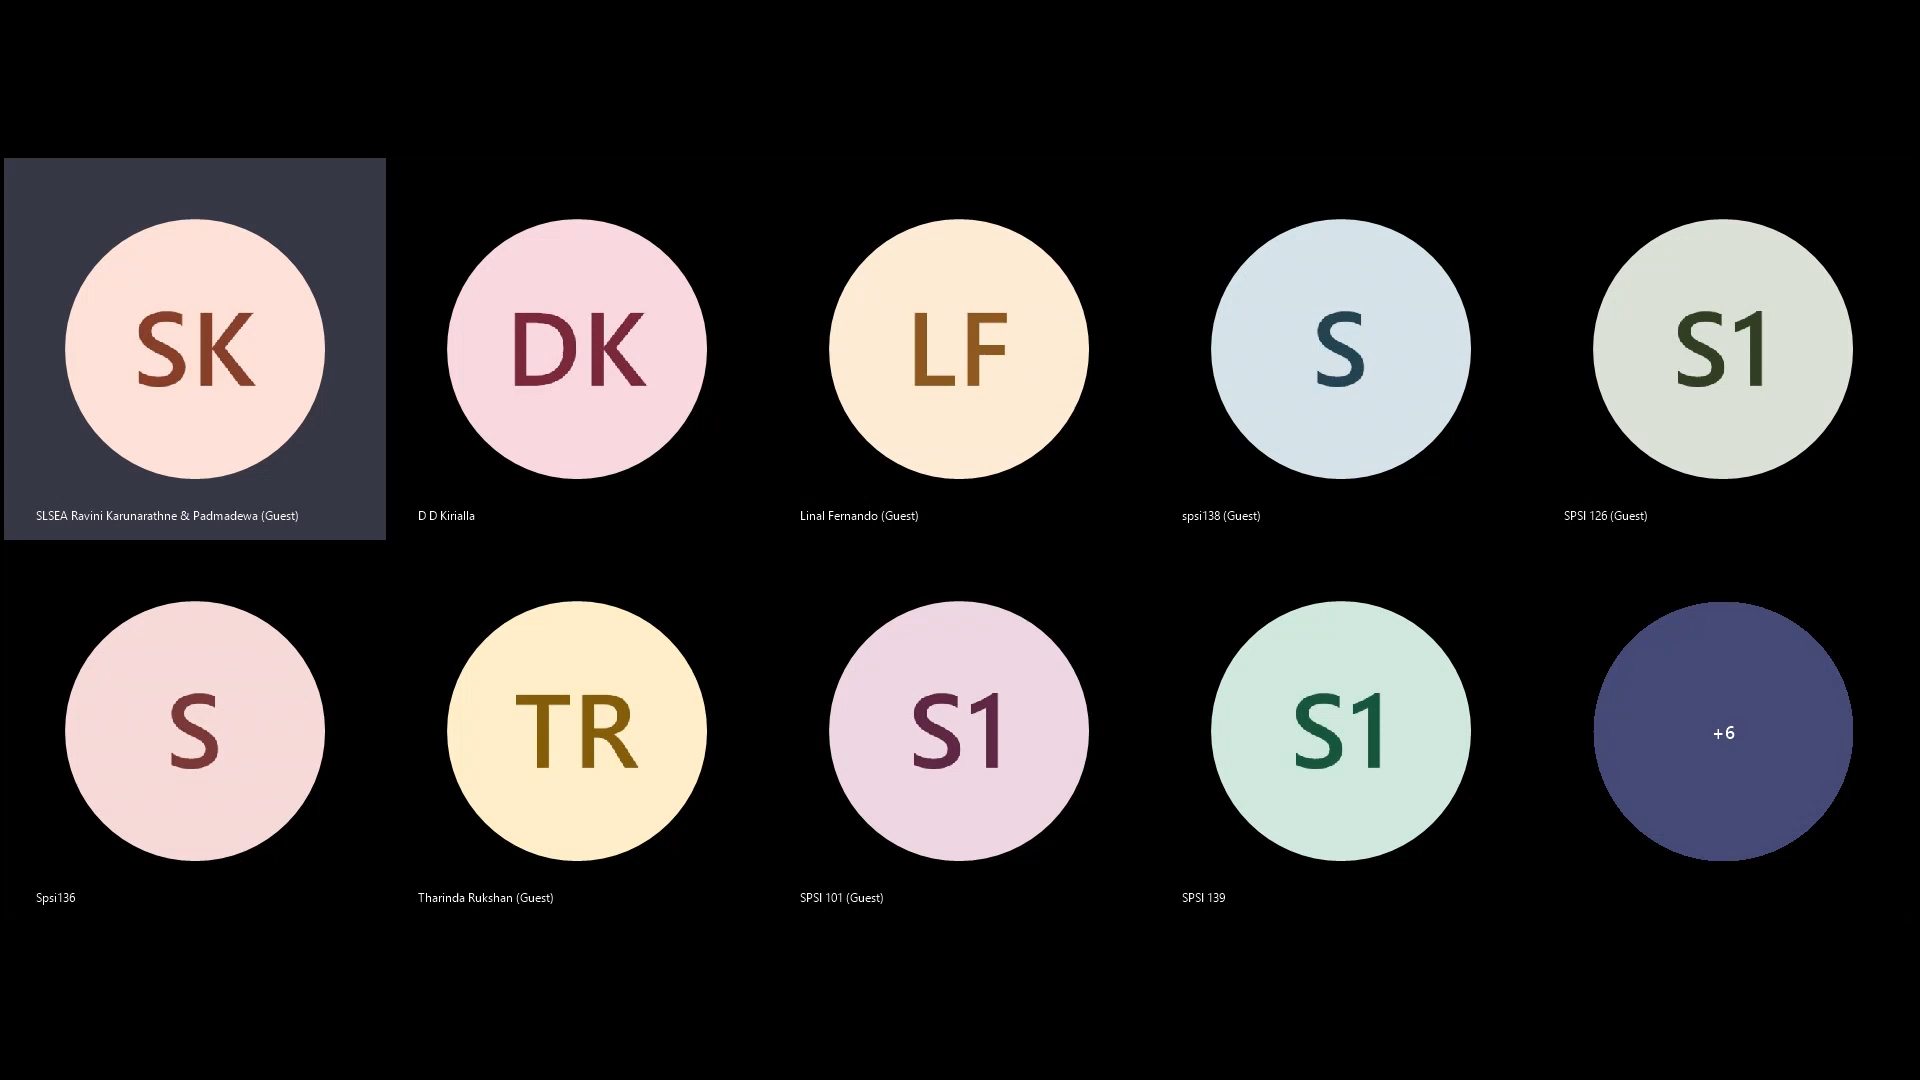 SK
DK
LF
S
S1
SLSEA Ravini Karunarathne & Padmadewa (Guest)
D D Kirialla
Linal Fernando (Guest)
spsi138 (Guest)
SPSI 126 (Guest)
S
TR
S1
S1
+6
Spsi136
Tharinda Rukshan (Guest)
SPSI 101 (Guest)
SPSI 139